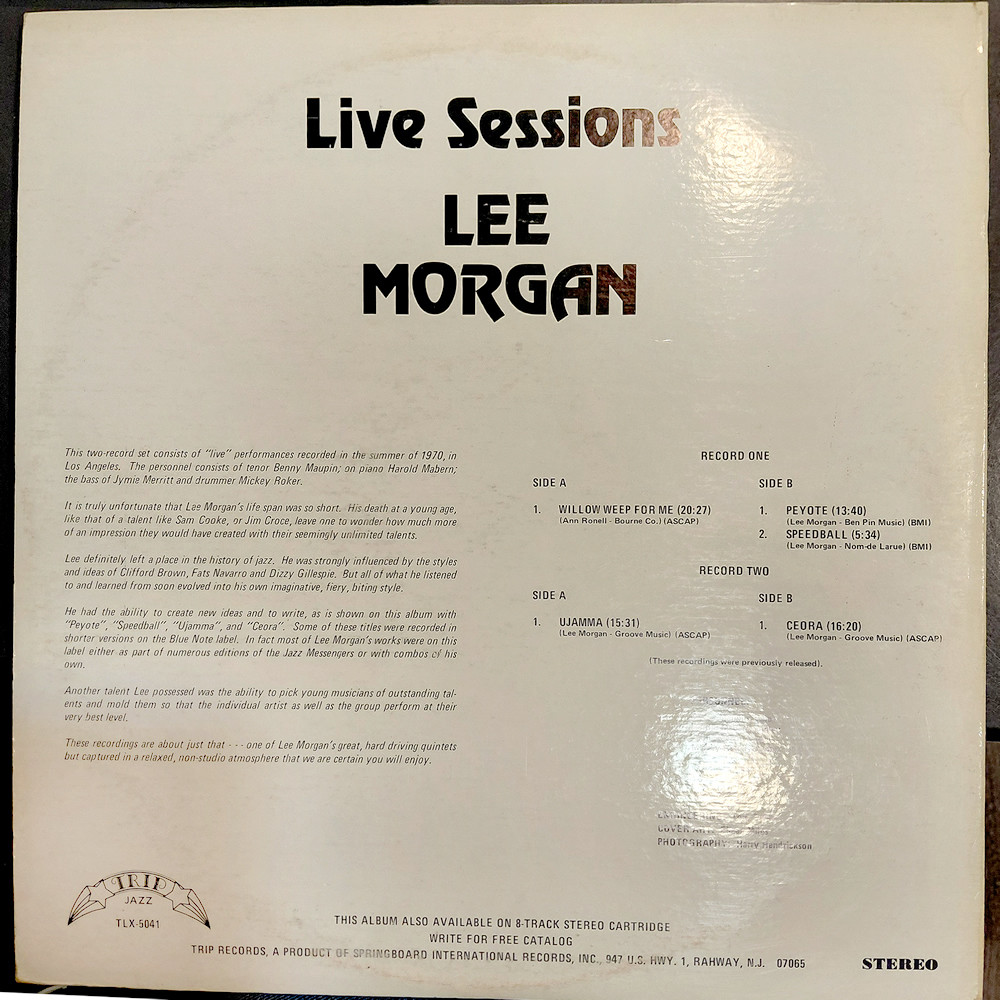 Live Sessions
LEE
MORGAN
This two-record set consists of "live" performances recorded in the summer of 1970, in
Los Angeles. The personnel consists of tenor Benny Maupin; on piano Harold Mabern;
the bass of Jymie Merritt and drummer Mickey Roker.
It is truly unfortunate that Lee Morgan's life span was so short. His death at a young age,
like that of a talent like Sam Cooke, or Jim Croce, leave one to wonder how much more
of an impression they would have created with their seemingly unlimited talents.
Lee definitely left a place in the history of jazz. He was strongly influenced by the styles
and ideas of Clifford Brown, Fats Navarro and Dizzy Gillespie. But all of what he listened
to and learned from soon evolved into his own imaginative, fiery, biting style.
He had the ability to create new ideas and to write, as is shown on this album with
"Peyote", "Speedball", "Ujamma", and "Ceora". Some of these titles were recorded in
shorter versions on the Blue Note label. In fact most of Lee Morgan's works were on this
label either as part of numerous editions of the Jazz Messengers or with combos of his
own.
Another talent Lee possessed was the ability to pick young musicians of outstanding tal-
ents and mold them so that the individual artist as well as the group perform at their
very best level.
These recordings are about just that - - - one of Lee Morgan's great, hard driving quintets
but captured in a relaxed, non-studio atmosphere that we are certain you will enjoy.
RECORD ONE
SIDE A
1. WILLOW WEEP FOR ME (20:27)
(Ann Ronell - Bourne Co.) (ASCAP)
SIDE B
1. PEYOTE (13:40)
(Lee Morgan - Ben Pin Music) (BMI)
2. SPEEDBALL (5:34)
(Lee Morgan - Nom-de Larue) (BMI)
RECORD TWO
SIDE A
1. UJAMMA (15:31)
(Lee Morgan - Groove Music) (ASCAP)
SIDE B
1. CEORA (16:20)
(Lee Morgan - Groove Music) (ASCAP)
(These recordings were previously released).
COVER
PHOTOGRAPHY: Harry Hendrickson
TRIP
JAZZ
TLX-5041
THIS ALBUM ALSO AVAILABLE ON 8-TRACK STEREO CARTRIDGE
WRITE FOR FREE CATALOG
TRIP RECORDS, A PRODUCT OF SPRINGBOARD INTERNATIONAL RECORDS, INC., 947 U.S. HWY. 1, RAHWAY, N.J. 07065
STEREO